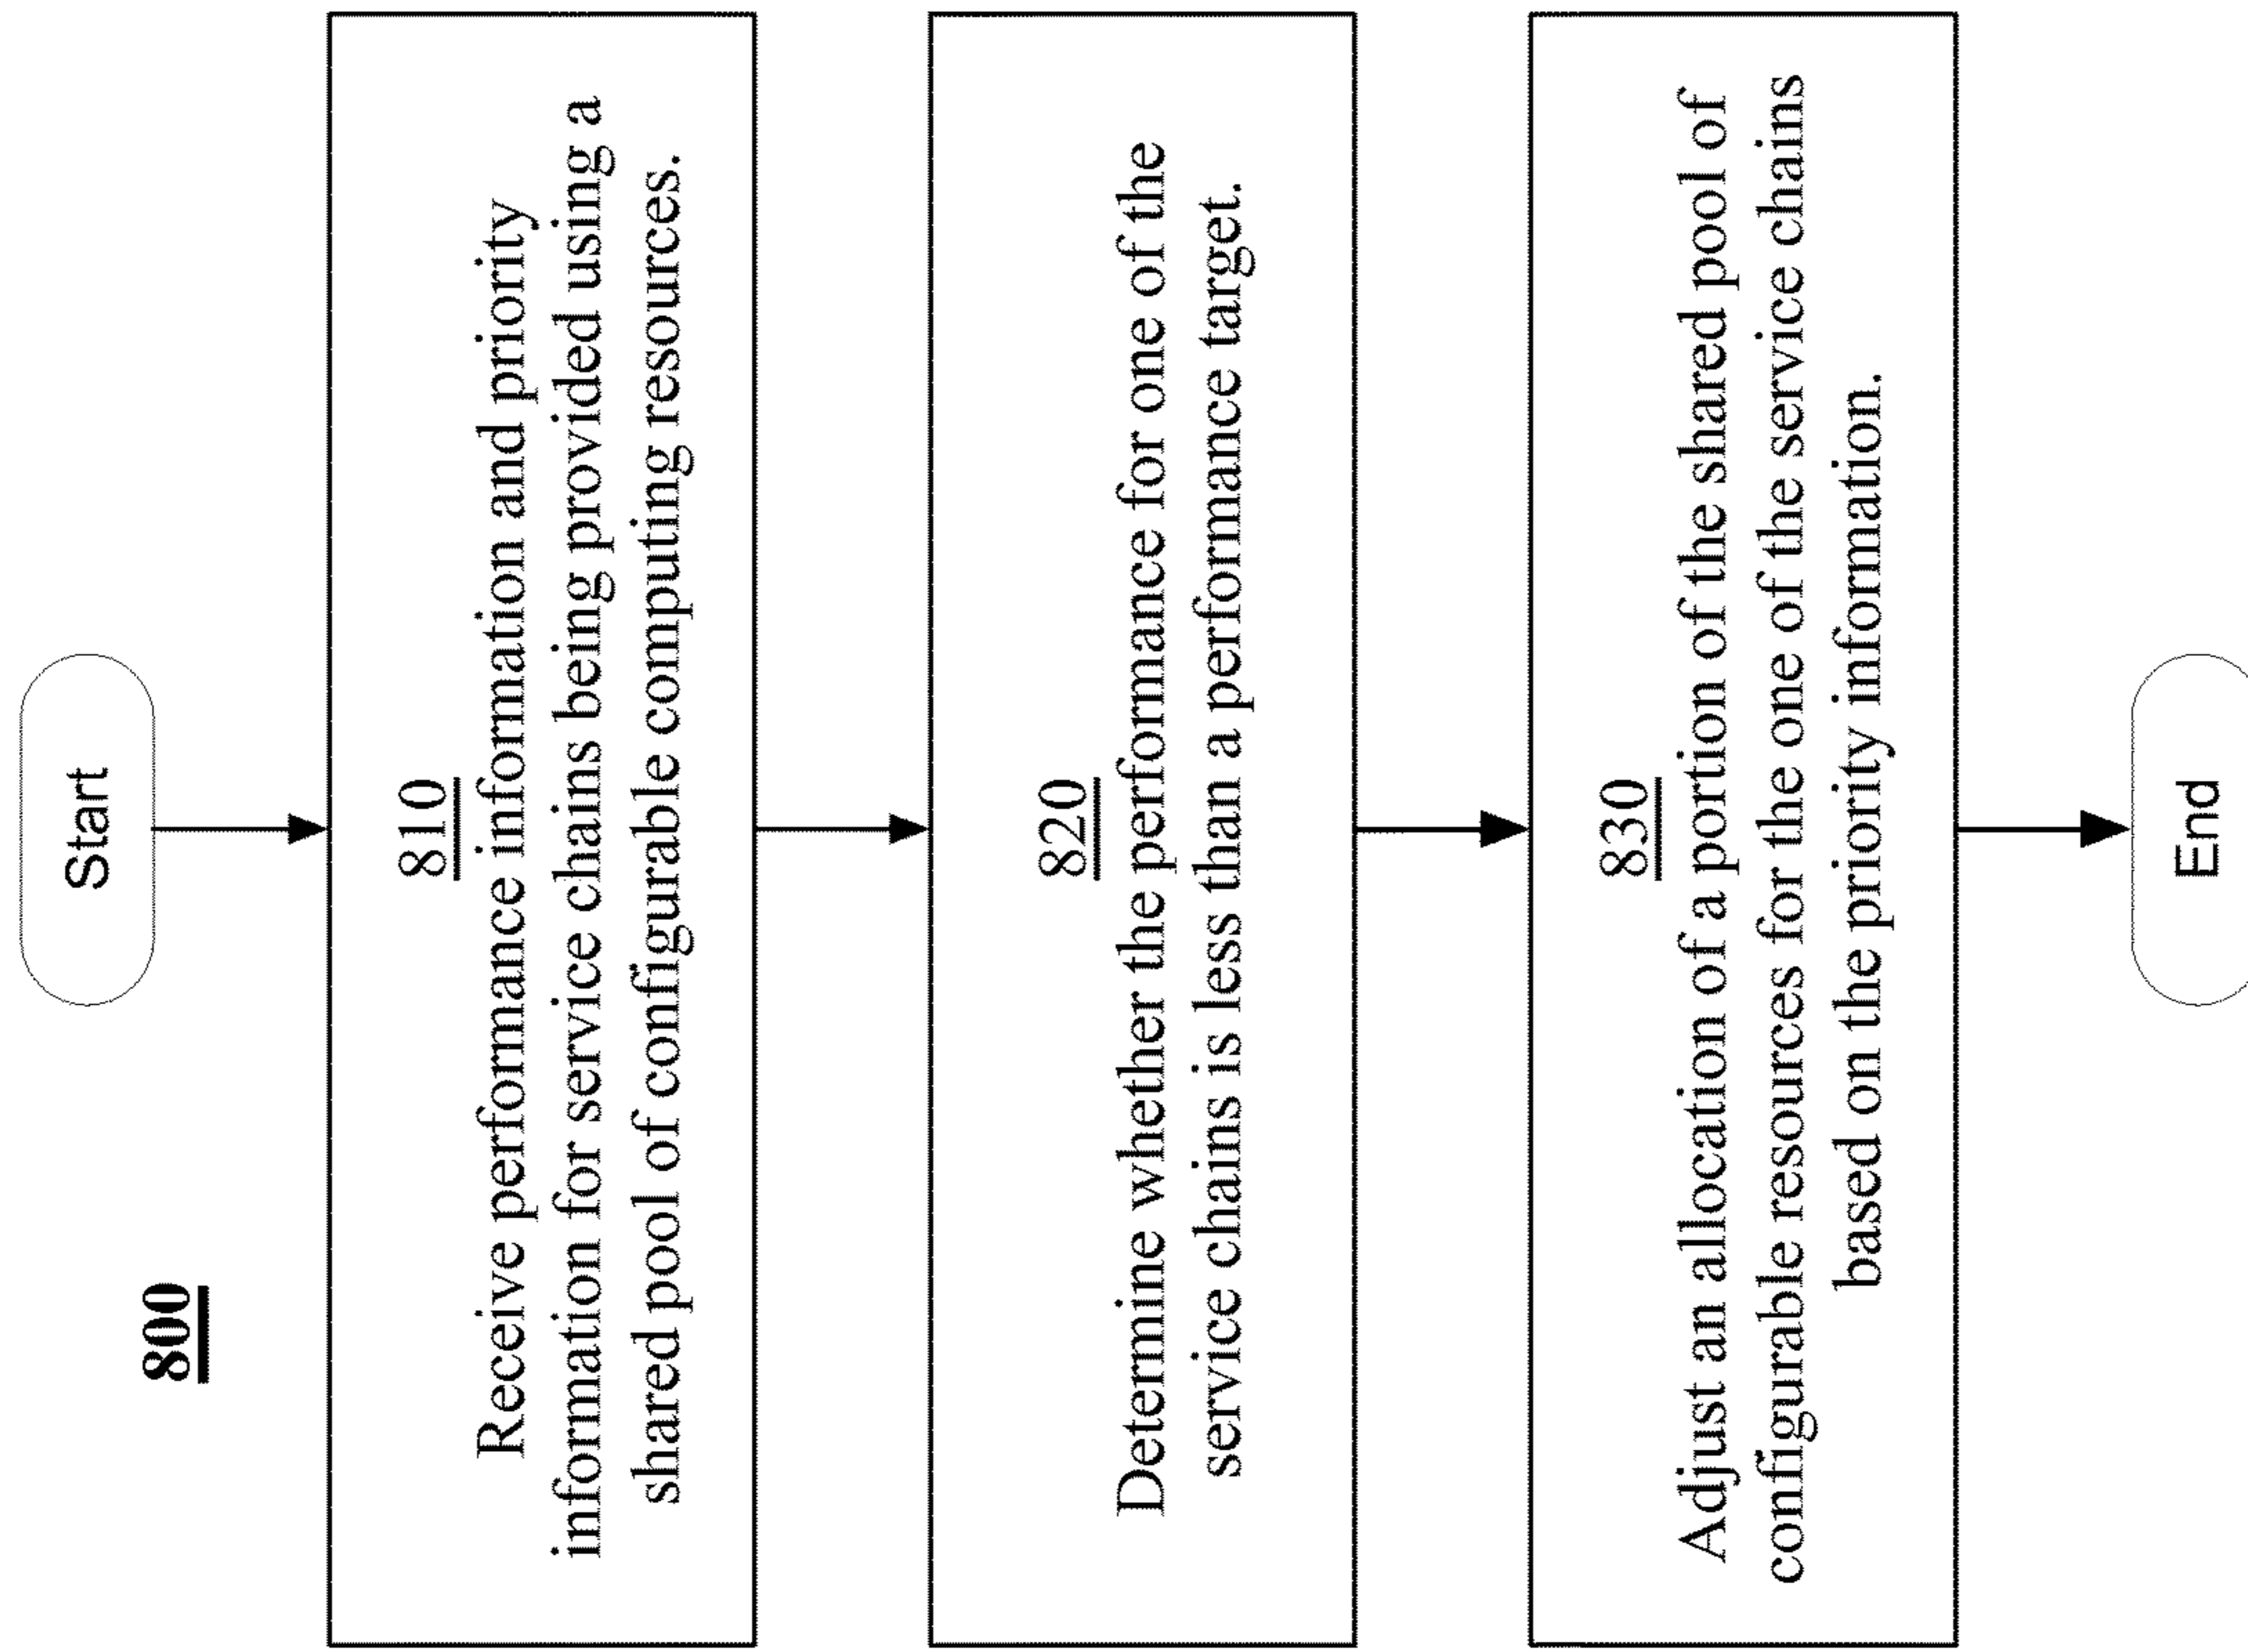 800
Start
810
Receive performance information and priority
information for service chains being provided using a
shared pool of configurable computing resources.
820
Determine whether the performance for one of the
service chains is less than a performance target.
830
Adjust an allocation of a portion of the shared pool of
configurable resources for the one of the service chains
based on the priority information.
End